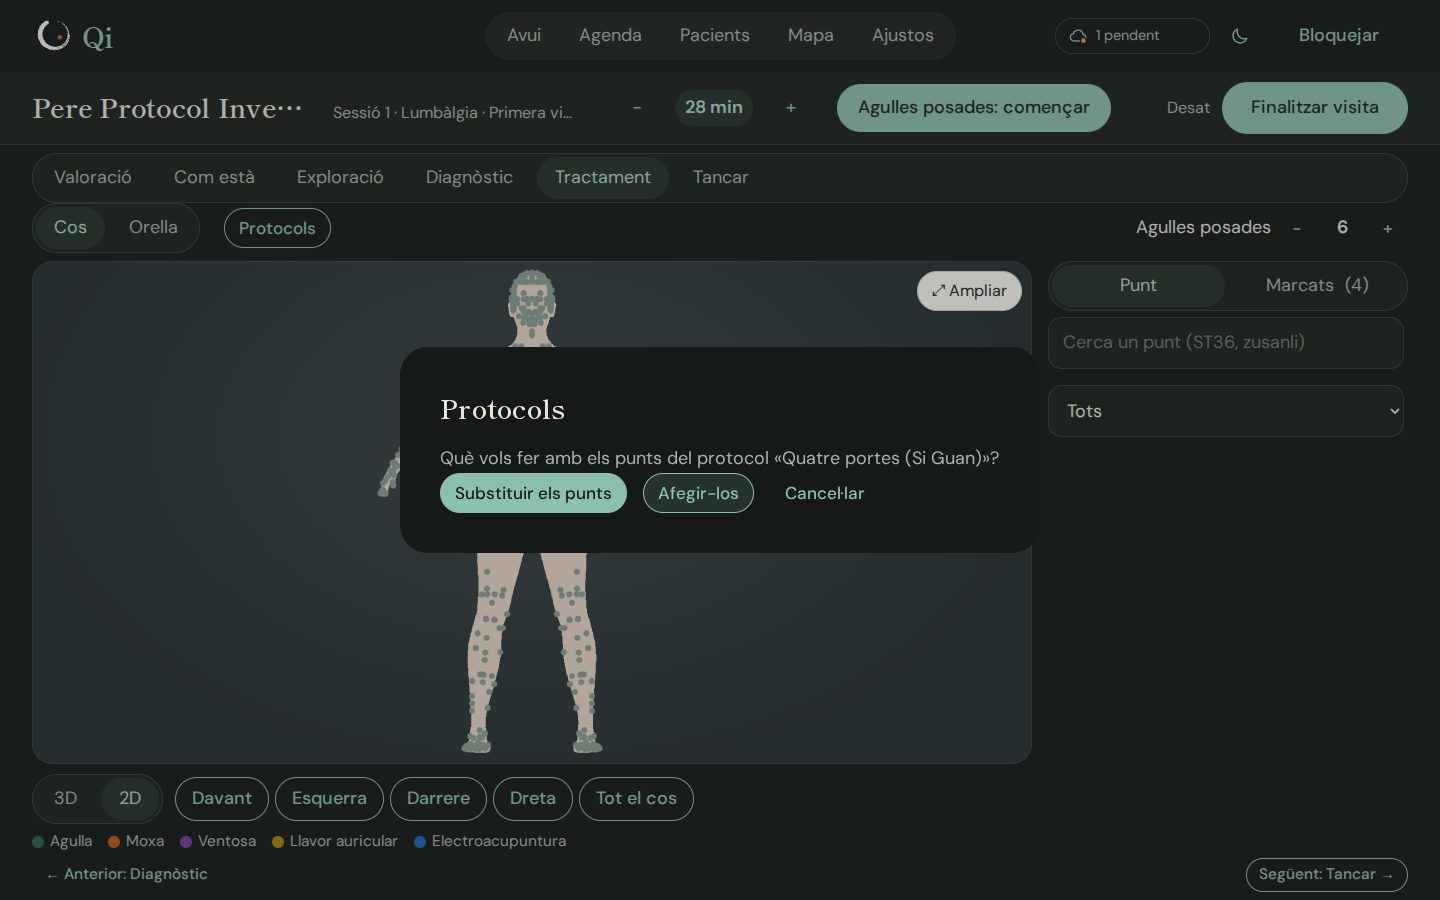 Qi
Avui Agenda Pacients Mapa Ajustos
1 pendent
Bloquejar
Pere Protocol Inve···
Sessió 1 · Lumbàlgia · Primera vi...
- 28 min +
Agulles posades: començar
Desat
Finalitzar visita
Valoració Com està Exploració Diagnòstic Tractament Tancar
Cos Orella Protocols
Agulles posades - 6 +
⤢ Ampliar
Punt Marcats (4)
Cerca un punt (ST36, zusanli)
Tots
Protocols
Què vols fer amb els punts del protocol «Quatre portes (Si Guan)»?
Substituir els punts Afegir-los Cancel·lar
3D 2D Davant Esquerra Darrere Dreta Tot el cos
Agulla Moxa Ventosa Llavor auricular Electroacupuntura
← Anterior: Diagnòstic
Següent: Tancar →